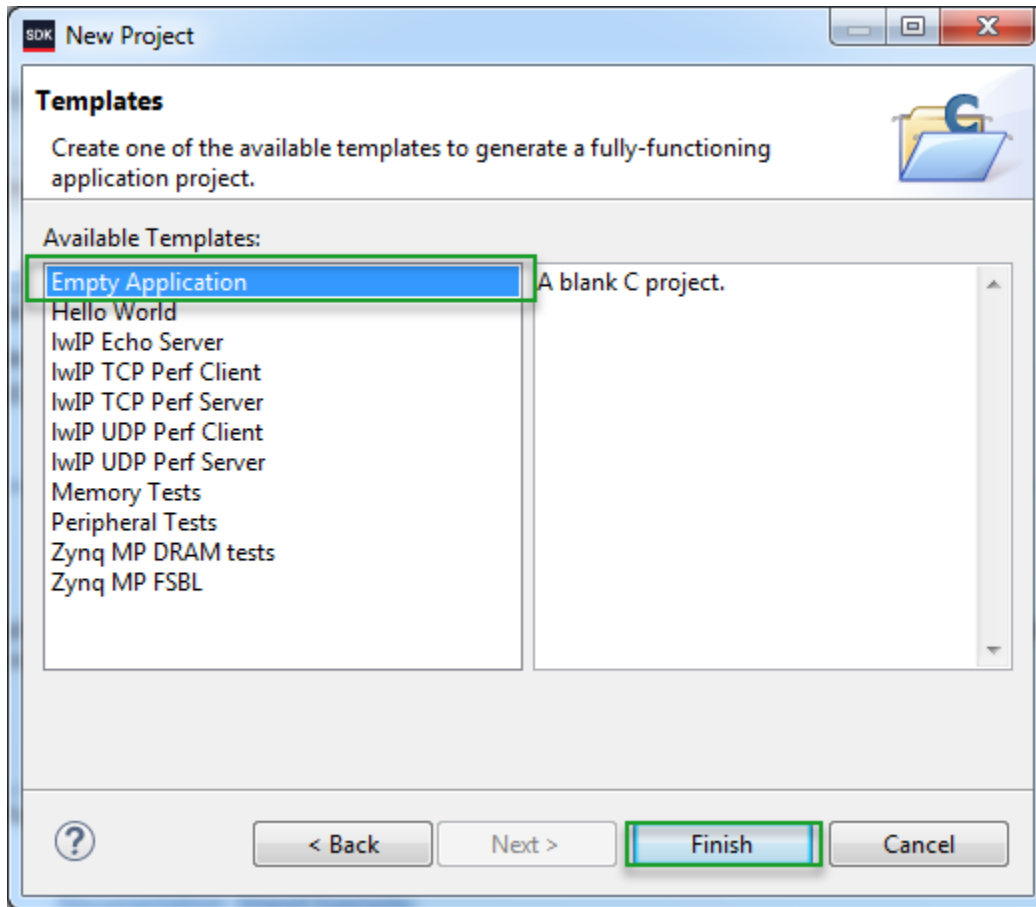 SDK New Project
Templates
Create one of the available templates to generate a fully-functioning
application project.
C
Available Templates:
Empty Application
Hello World
lwIP Echo Server
lwIP TCP Perf Client
lwIP TCP Perf Server
lwIP UDP Perf Client
lwIP UDP Perf Server
Memory Tests
Peripheral Tests
Zynq MP DRAM tests
Zynq MP FSBL
A blank C project.
?
< Back
Next >
Finish
Cancel